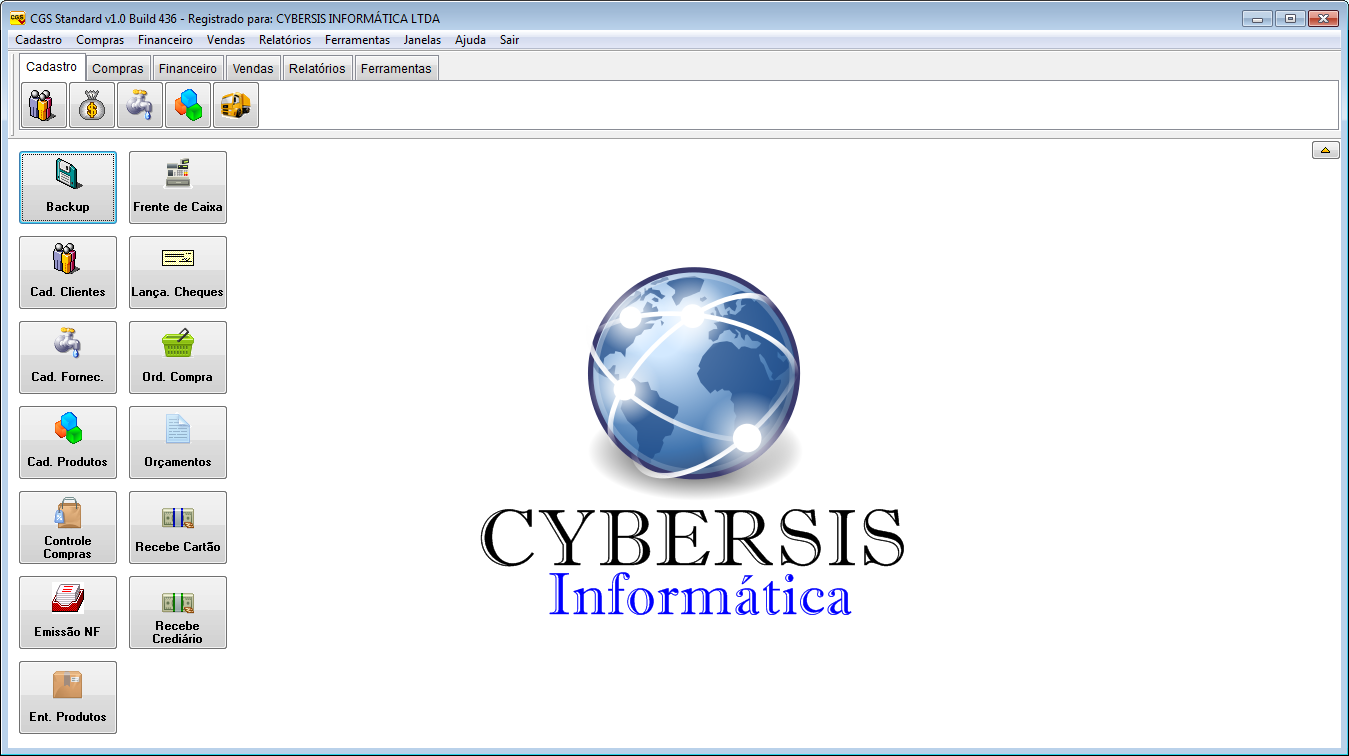 CGS Standard v1.0 Build 436 - Registrado para: CYBERSIS INFORMÁTICA LTDA
Cadastro Compras Financeiro Vendas Relatórios Ferramentas Janelas Ajuda Sair
Cadastro Compras Financeiro Vendas Relatórios Ferramentas
Backup
Frente de Caixa
Cad. Clientes
Lança. Cheques
Cad. Fornec.
Ord. Compra
Cad. Produtos
Orçamentos
Controle
Compras
Recebe Cartão
Emissão NF
Recebe
Crediário
Ent. Produtos
CYBERSIS
Informática